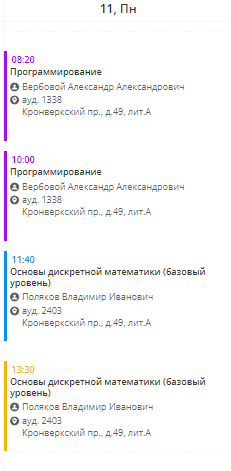 11, Пн
08:20
Программирование
Вербовой Александр Александрович
ауд. 1338
Кронверкский пр., д.49, лит.А
10:00
Программирование
Вербовой Александр Александрович
ауд. 1338
Кронверкский пр., д.49, лит.А
11:40
Основы дискретной математики (базовый
уровень)
Поляков Владимир Иванович
ауд. 2403
Кронверкский пр., д.49, лит.А
13:30
Основы дискретной математики (базовый
уровень)
Поляков Владимир Иванович
ауд. 2403
Кронверкский пр., д.49, лит.А